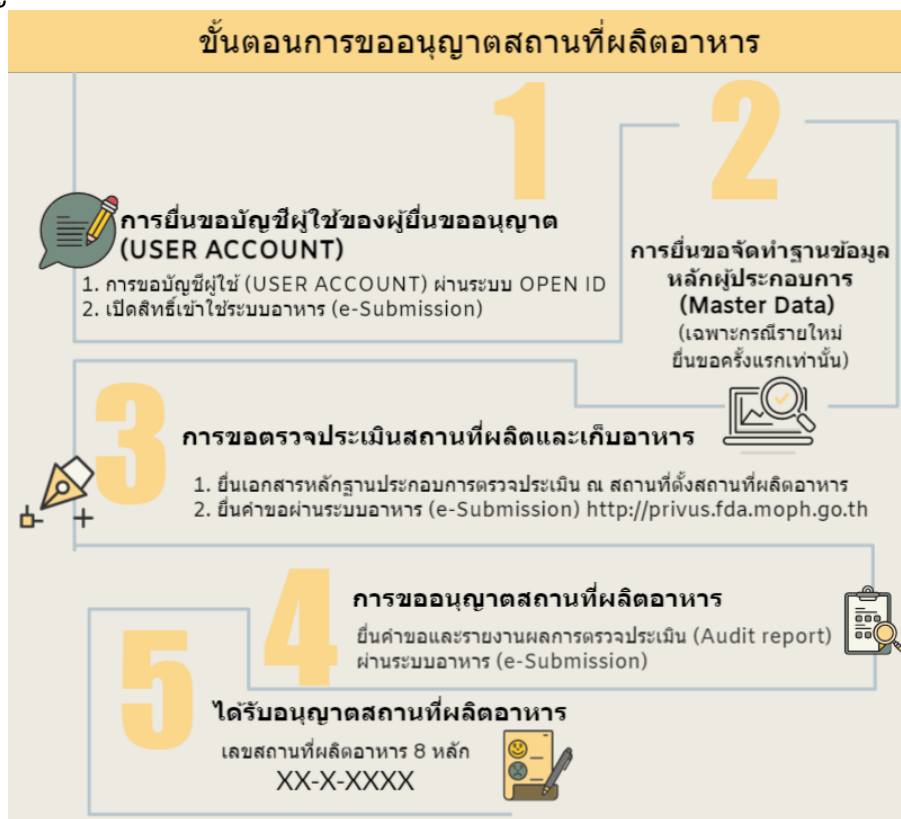 ขั้นตอนการขออนุญาตสถานที่ผลิตอาหาร
1
การยื่นขอบัญชีผู้ใช้ของผู้ยื่นขออนุญาต
(USER ACCOUNT)
1. การขอบัญชีผู้ใช้ (USER ACCOUNT) ผ่านระบบ OPEN ID
2. เปิดสิทธิ์เข้าใช้ระบบอาหาร (e-Submission)
2
การยื่นขอจัดทำฐานข้อมูล
หลักผู้ประกอบการ
(Master Data)
(เฉพาะกรณีรายใหม่
ยื่นขอครั้งแรกเท่านั้น)
3
การขอตรวจประเมินสถานที่ผลิตและเก็บอาหาร
1. ยื่นเอกสารหลักฐานประกอบการตรวจประเมิน ณ สถานที่ตั้งสถานที่ผลิตอาหาร
2. ยื่นคำขอผ่านระบบอาหาร (e-Submission) http://privus.fda.moph.go.th
4
การขออนุญาตสถานที่ผลิตอาหาร
ยื่นคำขอและรายงานผลการตรวจประเมิน (Audit report)
ผ่านระบบอาหาร (e-Submission)
5
ได้รับอนุญาตสถานที่ผลิตอาหาร
เลขสถานที่ผลิตอาหาร 8 หลัก
XX-X-XXXX